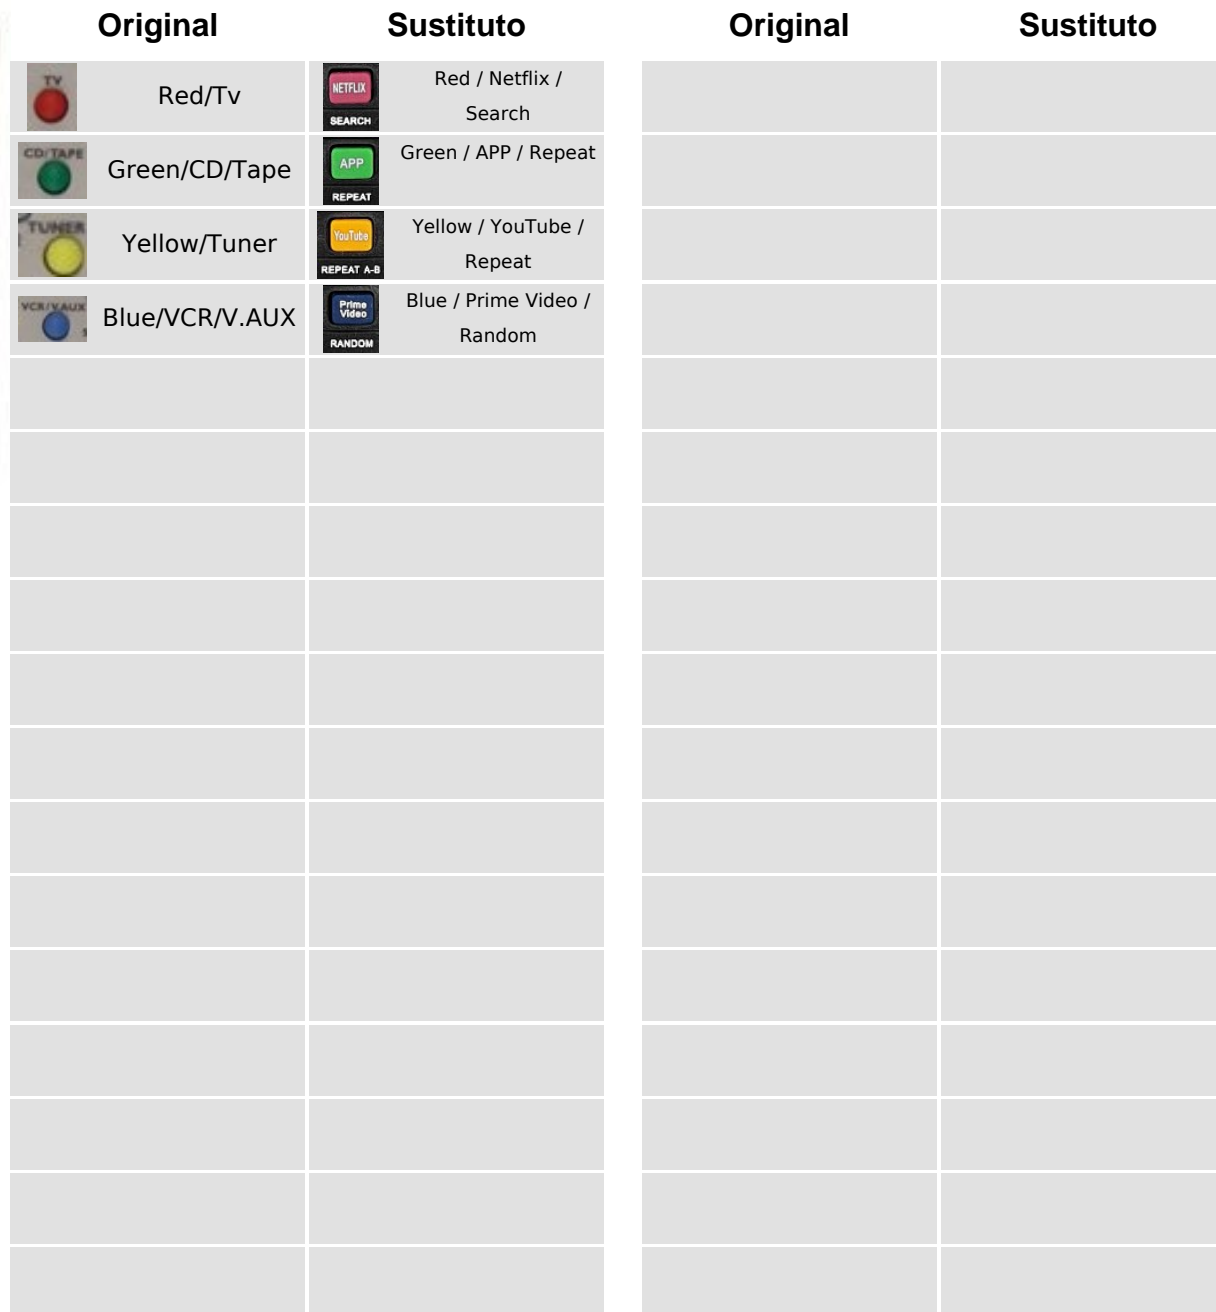 Original Sustituto Original Sustituto
TV
Red/Tv
NETFLIX
SEARCH
Red / Netflix /
Search
CD/TAPE
Green/CD/Tape
APP
REPEAT
Green / APP / Repeat
TUNER
Yellow/Tuner
YouTube
REPEAT A-B
Yellow / YouTube /
Repeat
VCR/V.AUX
Blue/VCR/V.AUX
Prime
Video
RANDOM
Blue / Prime Video /
Random